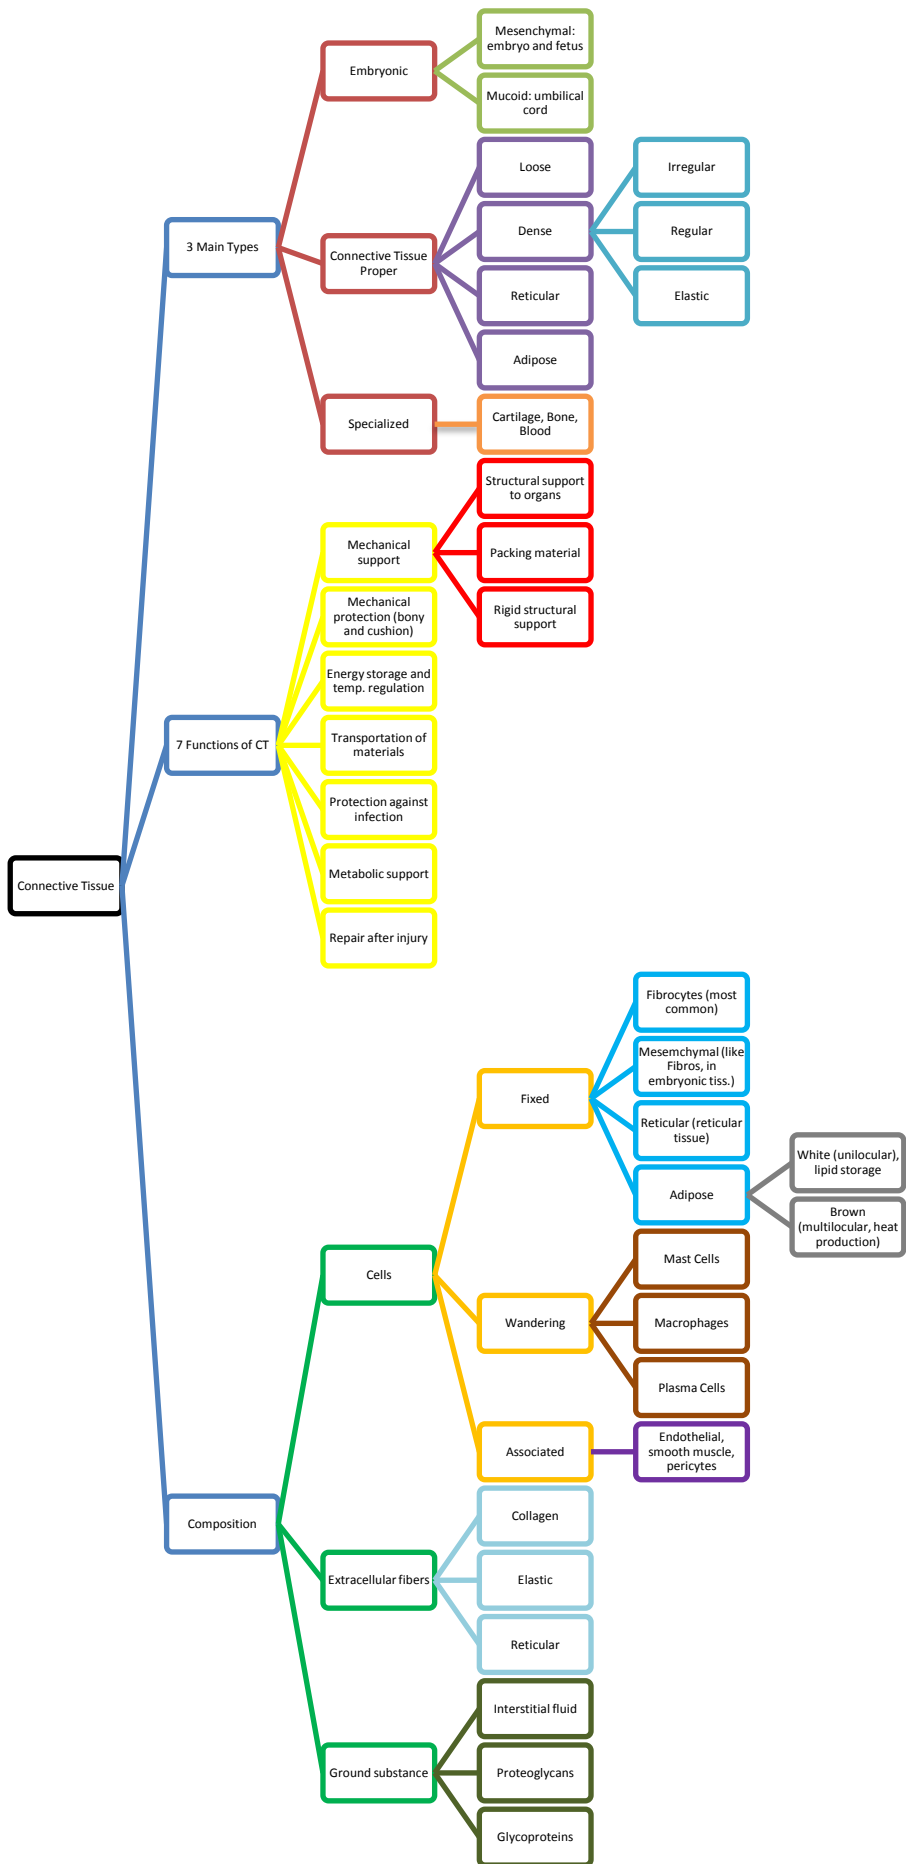 Mesenchymal:
embryo and fetus
Embryonic
Mucoid: umbilical
cord
Loose
Irregular
3 Main Types
Connective Tissue
Proper
Dense
Regular
Reticular
Elastic
Adipose
Specialized
Cartilage, Bone,
Blood
Structural support
to organs
Mechanical
support
Packing material
Mechanical
protection (bony
and cushion)
Rigid structural
support
Energy storage and
temp. regulation
7 Functions of CT
Transportation of
materials
Protection against
infection
Connective Tissue
Metabolic support
Repair after injury
Fibrocytes (most
common)
Fixed
Mesemchymal (like
Fibros, in
embryonic tiss.)
Reticular (reticular
tissue)
Adipose
White (unilocular),
lipid storage
Brown
(multilocular, heat
production)
Cells
Mast Cells
Wandering
Macrophages
Plasma Cells
Associated
Endothelial,
smooth muscle,
pericytes
Composition
Collagen
Extracellular fibers
Elastic
Reticular
Interstitial fluid
Ground substance
Proteoglycans
Glycoproteins